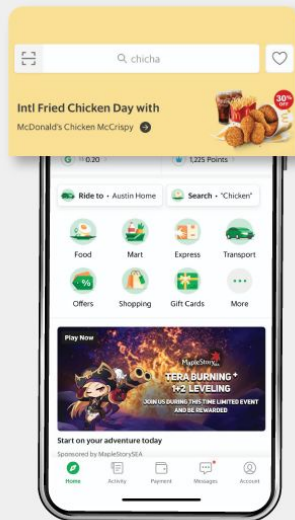 chicha
Intl Fried Chicken Day with
McDonald's Chicken McCrispy
30%
OFF
0.20
1,225 Points
Ride to • Austin Home
Search • "Chicken"
Food
Mart
Express
Transport
%
Offers
Shopping
Gift Cards
More
Play Now
MapleStory
TERA BURNING+
1+2 LEVELING
JOIN US DURING THIS TIME LIMITED EVENT
AND BE REWARDED
Start on your adventure today
Sponsored by MapleStorySEA
Home
Activity
Payment
Messages
Account